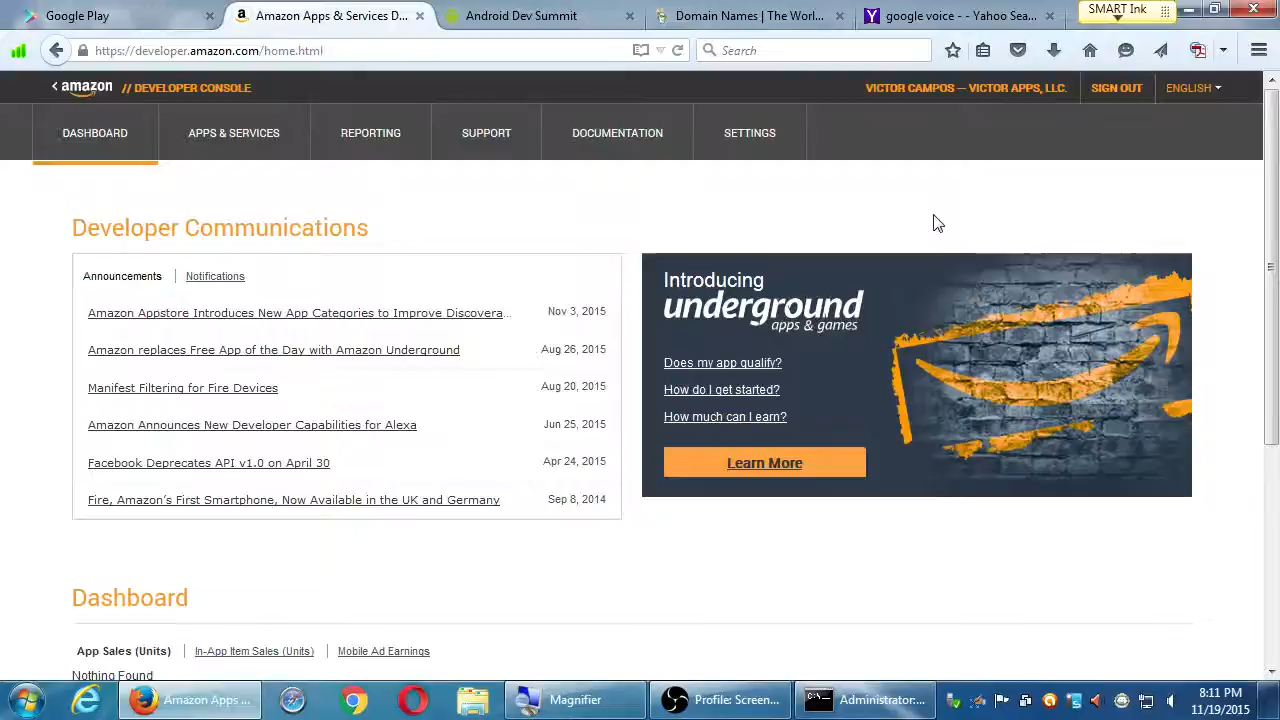 Google Play
Amazon Apps & Services D...
Android Dev Summit
Domain Names | The Worl...
google voice - - Yahoo Sea...
SMART Ink
https://developer.amazon.com/home.html
Search
amazon // DEVELOPER CONSOLE
VICTOR CAMPOS — VICTOR APPS, LLC.
SIGN OUT
ENGLISH
DASHBOARD
APPS & SERVICES
REPORTING
SUPPORT
DOCUMENTATION
SETTINGS
Developer Communications
Announcements
Notifications
Amazon Appstore Introduces New App Categories to Improve Discovera...
Nov 3, 2015
Amazon replaces Free App of the Day with Amazon Underground
Aug 26, 2015
Manifest Filtering for Fire Devices
Aug 20, 2015
Amazon Announces New Developer Capabilities for Alexa
Jun 25, 2015
Facebook Deprecates API v1.0 on April 30
Apr 24, 2015
Fire, Amazon's First Smartphone, Now Available in the UK and Germany
Sep 8, 2014
Introducing
underground
apps & games
Does my app qualify?
How do I get started?
How much can I earn?
Learn More
Dashboard
App Sales (Units)
In-App Item Sales (Units)
Mobile Ad Earnings
Nothing Found
Amazon Apps ...
Magnifier
Profile: Screen...
Administrator:...
8:11 PM
11/19/2015